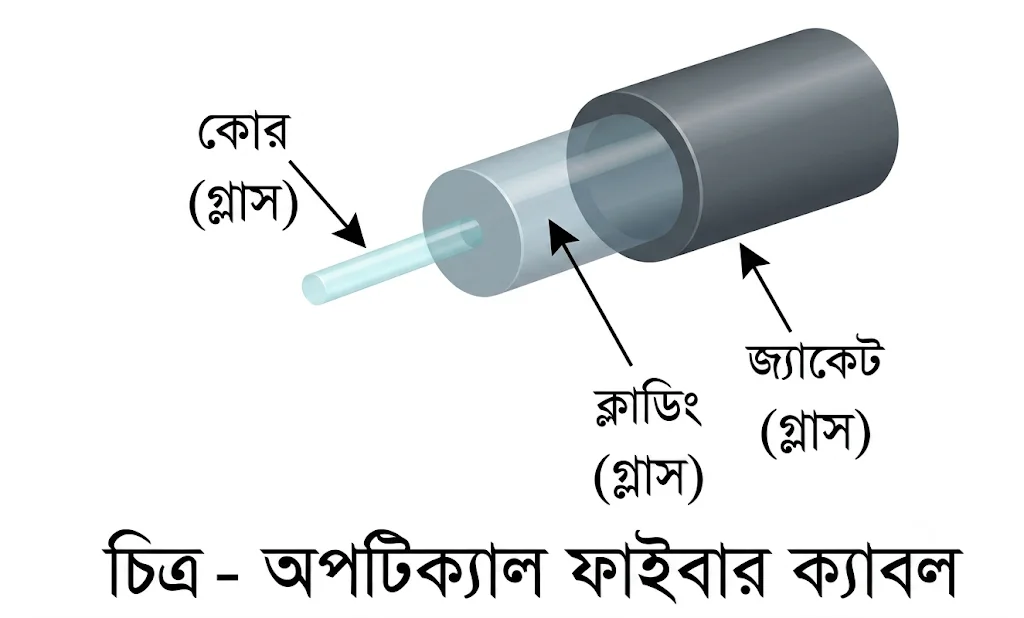 কোর
(গ্লাস)
ক্লাডিং
(গ্লাস)
জ্যাকেট
(গ্লাস)
চিত্র - অপটিক্যাল ফাইবার ক্যাবল